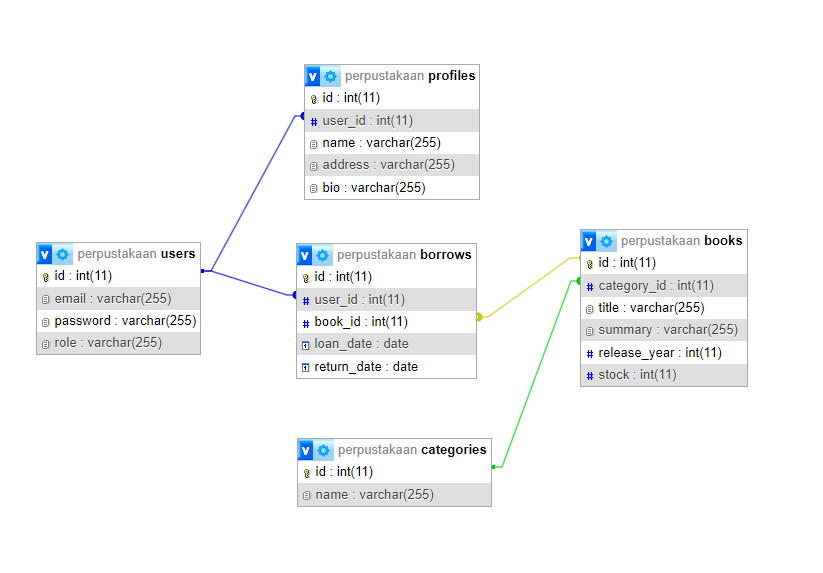 perpustakaan profiles
id : int(11)
user_id : int(11)
name : varchar(255)
address : varchar(255)
bio : varchar(255)
perpustakaan users
id : int(11)
email : varchar(255)
password : varchar(255)
role : varchar(255)
perpustakaan borrows
id : int(11)
user_id : int(11)
book_id : int(11)
loan_date : date
return_date : date
perpustakaan books
id : int(11)
category_id : int(11)
title : varchar(255)
summary : varchar(255)
release_year : int(11)
stock : int(11)
perpustakaan categories
id : int(11)
name : varchar(255)